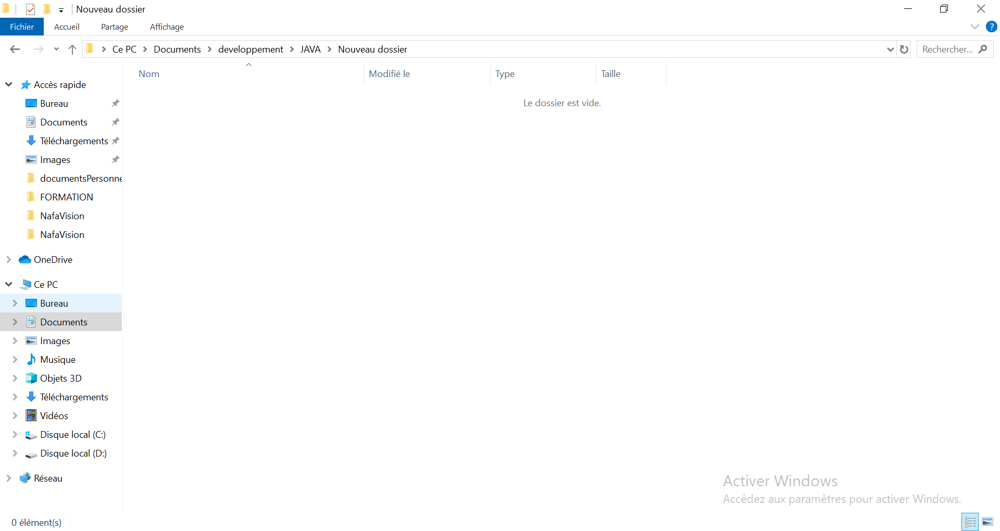 Nouveau dossier
Fichier Accueil Partage Affichage ?
Ce PC Documents developpement JAVA Nouveau dossier Rechercher...
Nom Modifié le Type Taille
Le dossier est vide.
Accès rapide
Bureau
Documents
Téléchargements
Images
documentsPersonne
FORMATION
NafaVision
NafaVision
OneDrive
Ce PC
Bureau
Documents
Images
Musique
Objets 3D
Téléchargements
Vidéos
Disque local (C:)
Disque local (D:)
Réseau
Activer Windows
Accédez aux paramètres pour activer Windows.
0 élément(s)